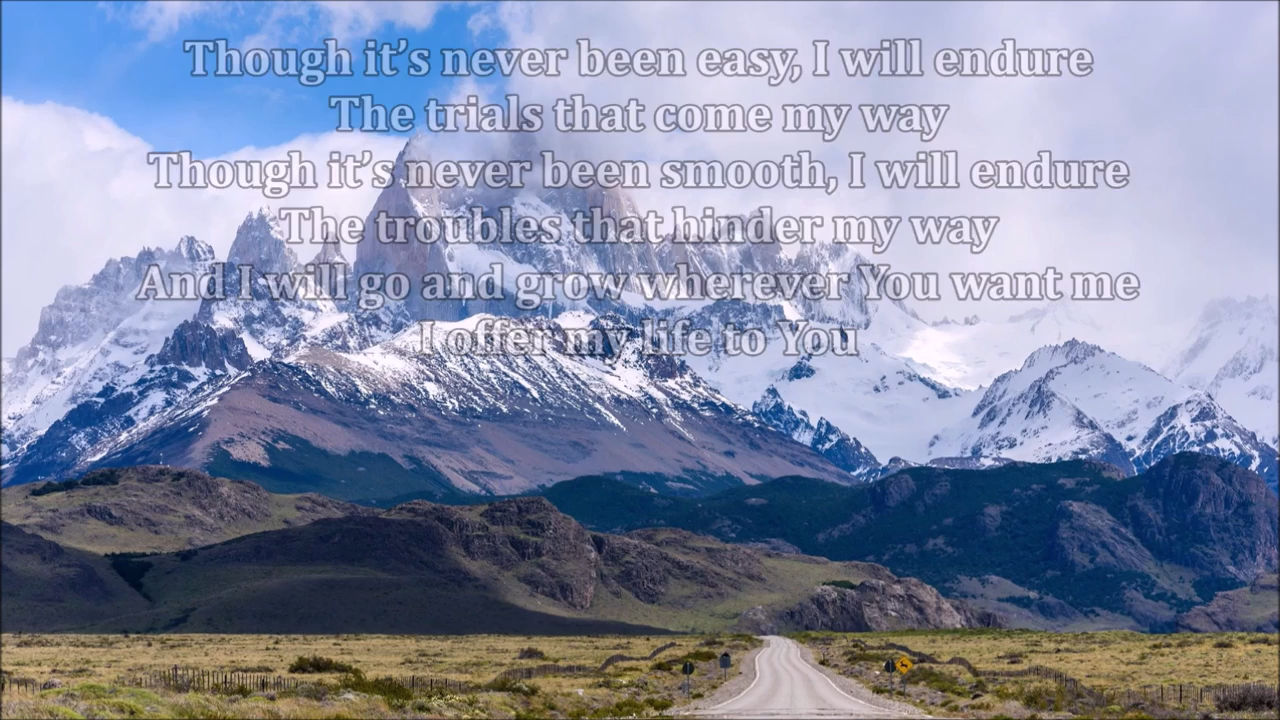 Though it’s never been easy, I will endure
The trials that come my way
Though it’s never been smooth, I will endure
The troubles that hinder my way
And I will go and grow wherever You want me
I offer my life to You